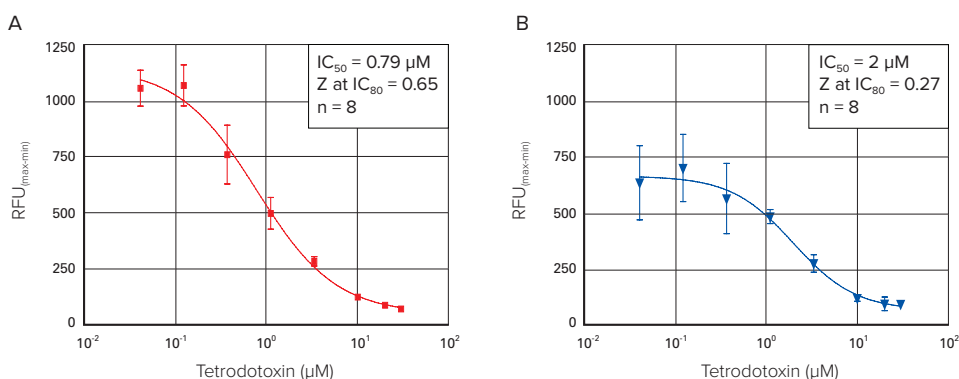 A
RFU(max-min)
1250
1000
750
500
250
0
10-2
10-1
100
101
102
Tetrodotoxin (µM)
IC50 = 0.79 µM
Z at IC80 = 0.65
n = 8
B
RFU(max-min)
1250
1000
750
500
250
0
10-2
10-1
100
101
102
Tetrodotoxin (µM)
IC50 = 2 µM
Z at IC80 = 0.27
n = 8